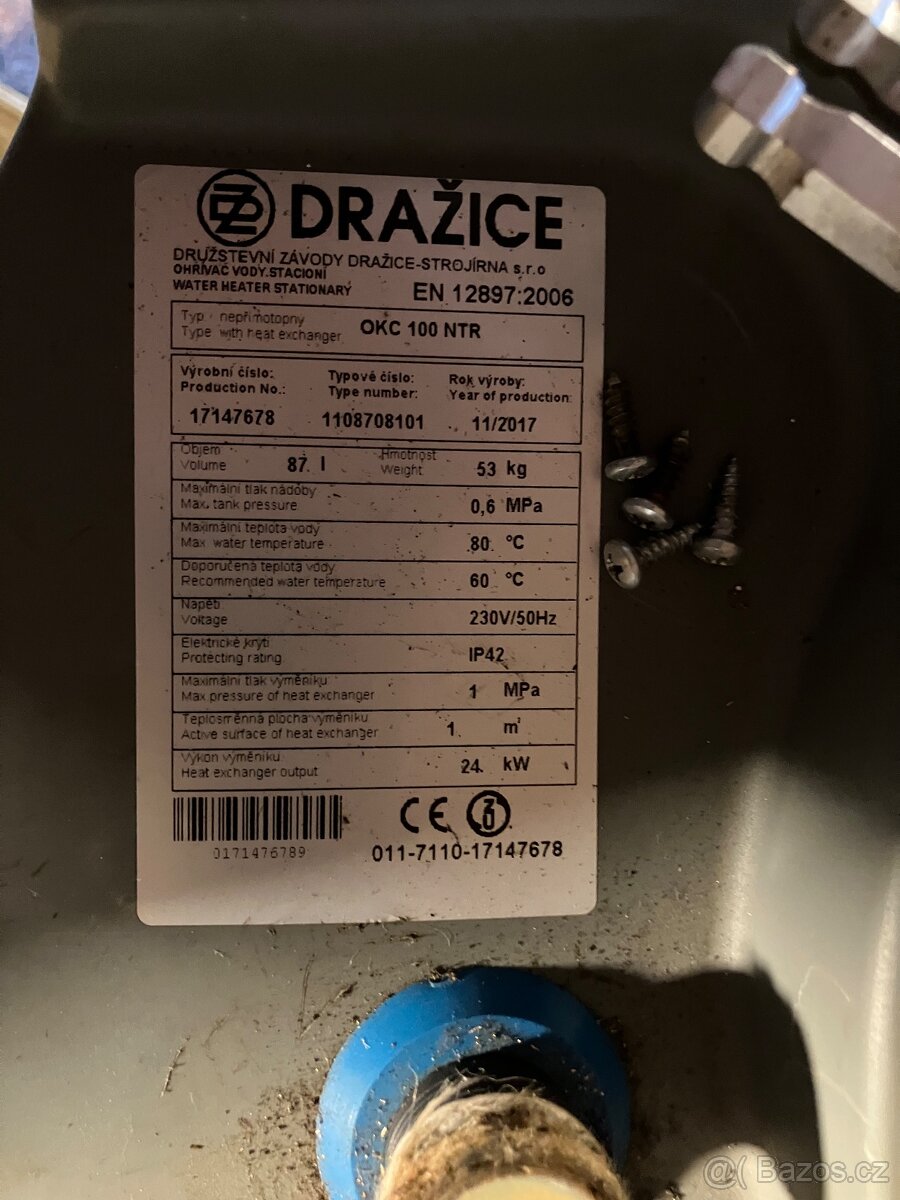 DRAŽICE
DRUŽSTEVNÍ ZÁVODY DRAŽICE-STROJÍRNA s.r.o
OHŘÍVAČ VODY STACIONÍ
WATER HEATER STATIONARY EN 12897:2006
Typ nepřímotopny
Type with heat exchanger OKC 100 NTR
Výrobní číslo: Typové číslo: Rok výroby:
Production No.: Type number: Year of production:
17147678 1108708101 11/2017
Objem Hmotnost
Volume 87 l Weight 53 kg
Maximální tlak nádoby
Max. tank pressure 0,6 MPa
Maximální teplota vody
Max water temperature 80 °C
Doporučená teplota vody
Recommended water temperature 60 °C
Napětí
Voltage 230V/50Hz
Elektrické krytí
Protecting rating IP42
Maximální tlak výměníku
Max pressure of heat exchanger 1 MPa
Teplosměnná plocha výměníku
Active surface of heat exchanger 1 m²
Výkon výměníku
Heat exchanger output 24 kW
CE
0171476789 011-7110-17147678
@( Bazos.cz